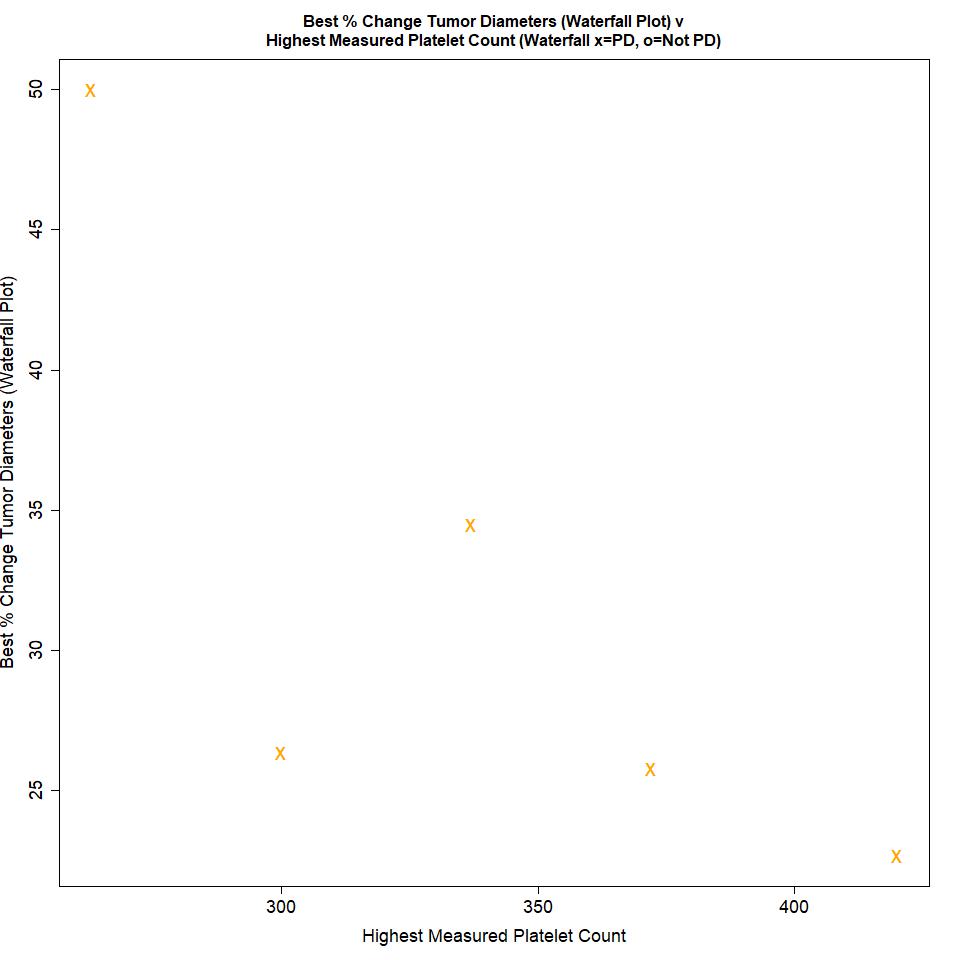 Best % Change Tumor Diameters (Waterfall Plot) v
Highest Measured Platelet Count (Waterfall x=PD, o=Not PD)
Best % Change Tumor Diameters (Waterfall Plot)
50
45
40
35
30
25
X
X
X
X
X
300
350
400
Highest Measured Platelet Count